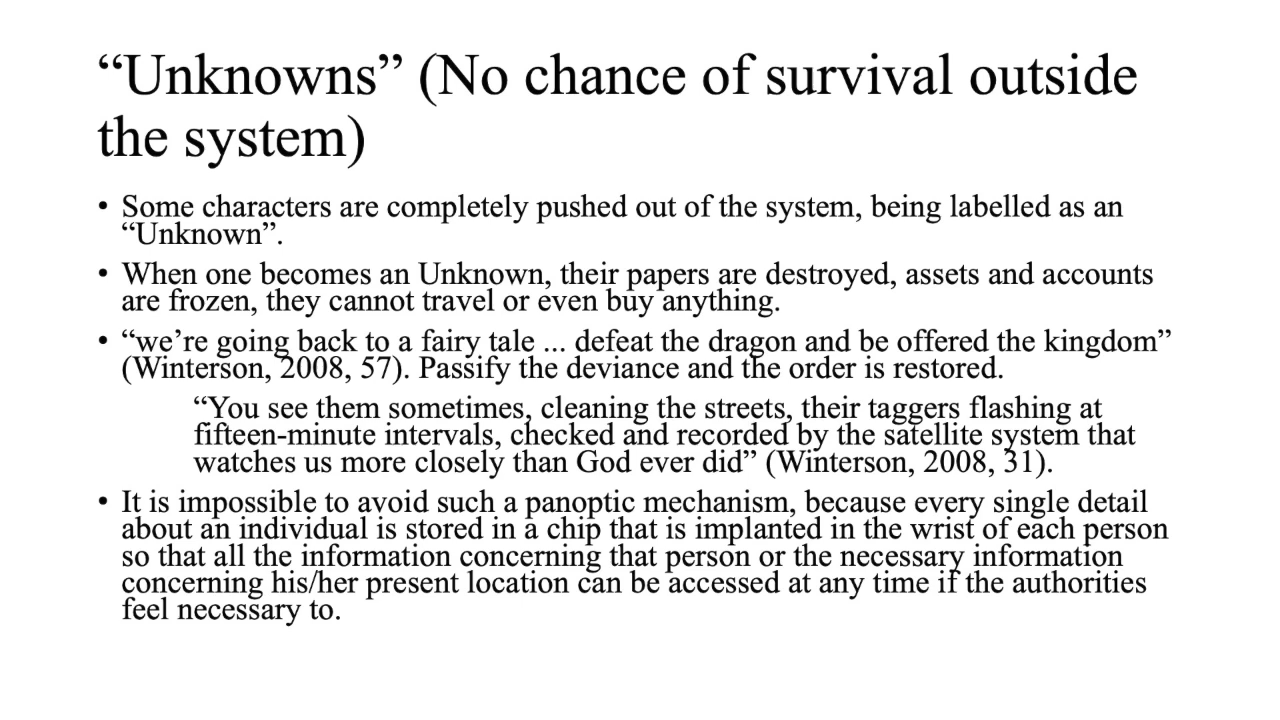 “Unknowns” (No chance of survival outside
the system)
• Some characters are completely pushed out of the system, being labelled as an
“Unknown”.
• When one becomes an Unknown, their papers are destroyed, assets and accounts
are frozen, they cannot travel or even buy anything.
• “we’re going back to a fairy tale ... defeat the dragon and be offered the kingdom”
(Winterson, 2008, 57). Passify the deviance and the order is restored.
“You see them sometimes, cleaning the streets, their taggers flashing at
fifteen-minute intervals, checked and recorded by the satellite system that
watches us more closely than God ever did” (Winterson, 2008, 31).
• It is impossible to avoid such a panoptic mechanism, because every single detail
about an individual is stored in a chip that is implanted in the wrist of each person
so that all the information concerning that person or the necessary information
concerning his/her present location can be accessed at any time if the authorities
feel necessary to.